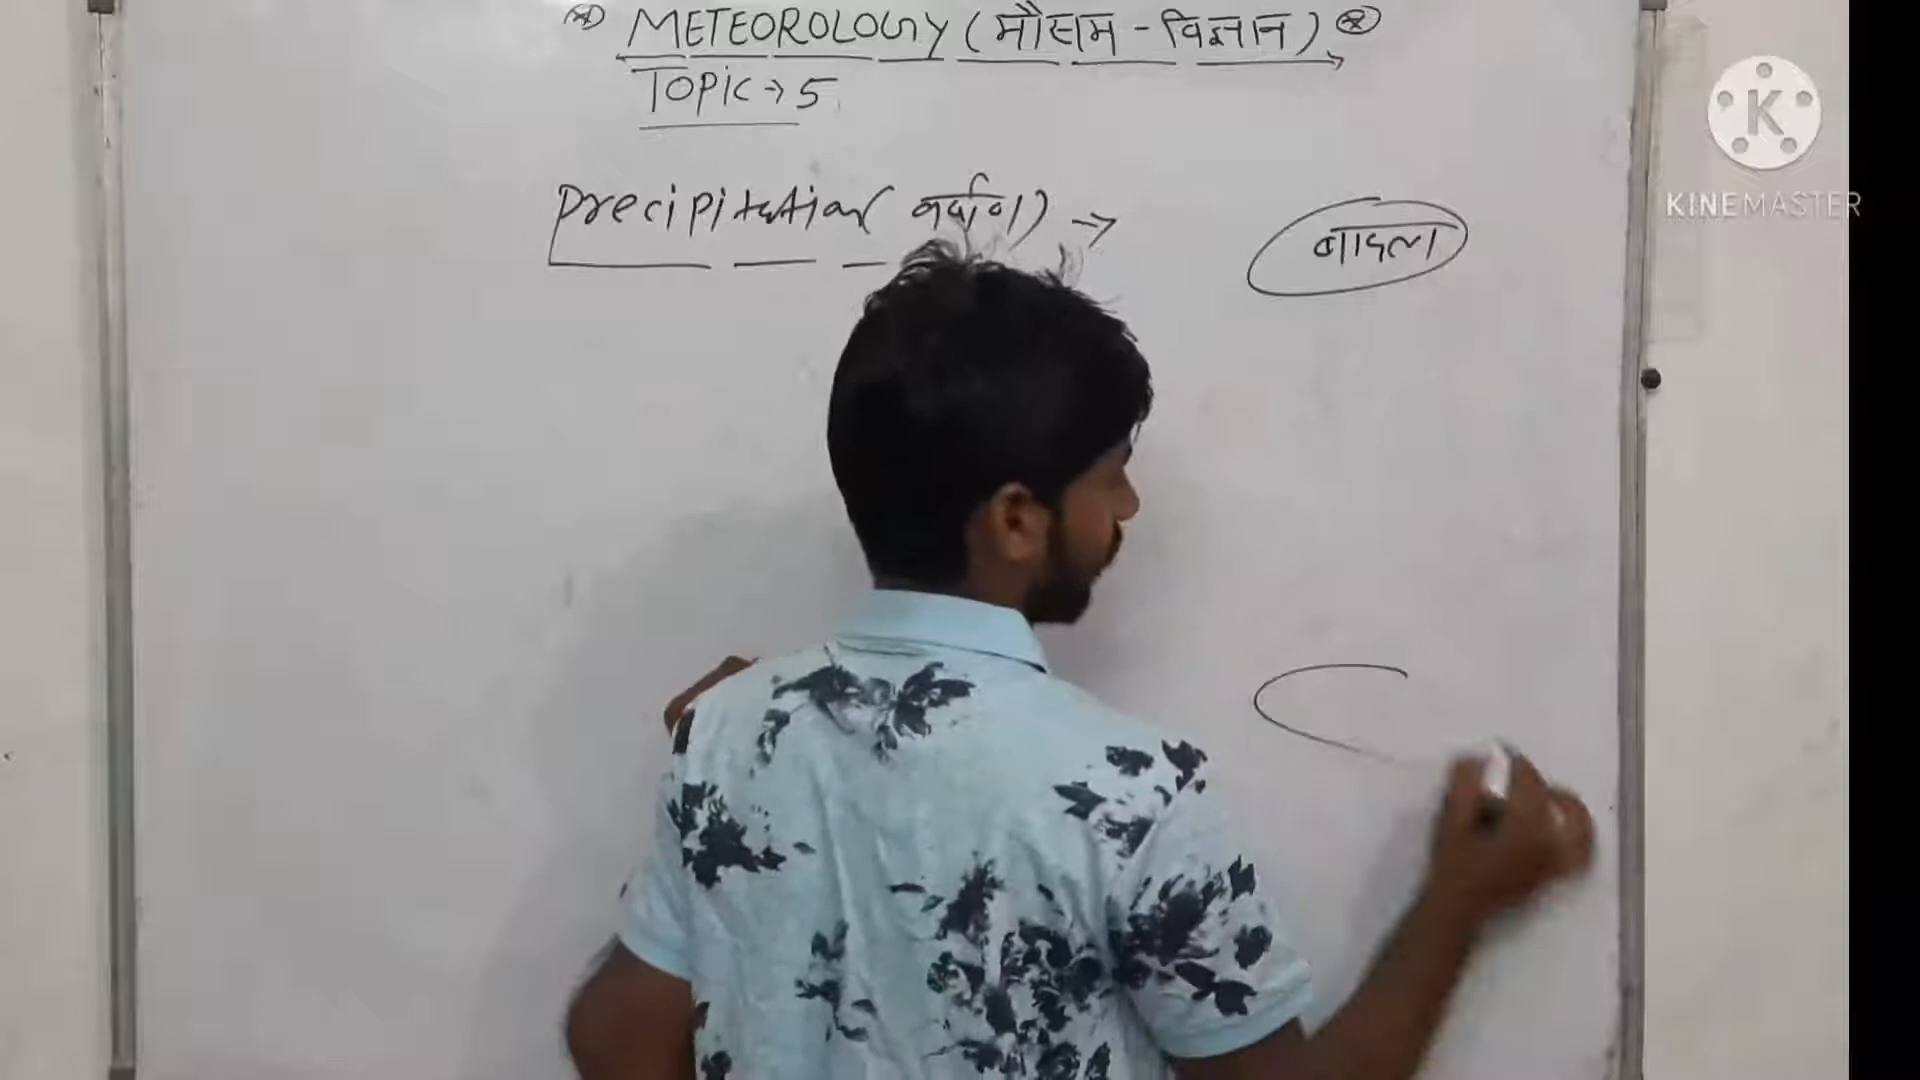 METEOROLOGY (मौसम - विज्ञान)
TOPIC → 5
Precipitation ( वर्षण ) →
बादल
K
KINEMASTER